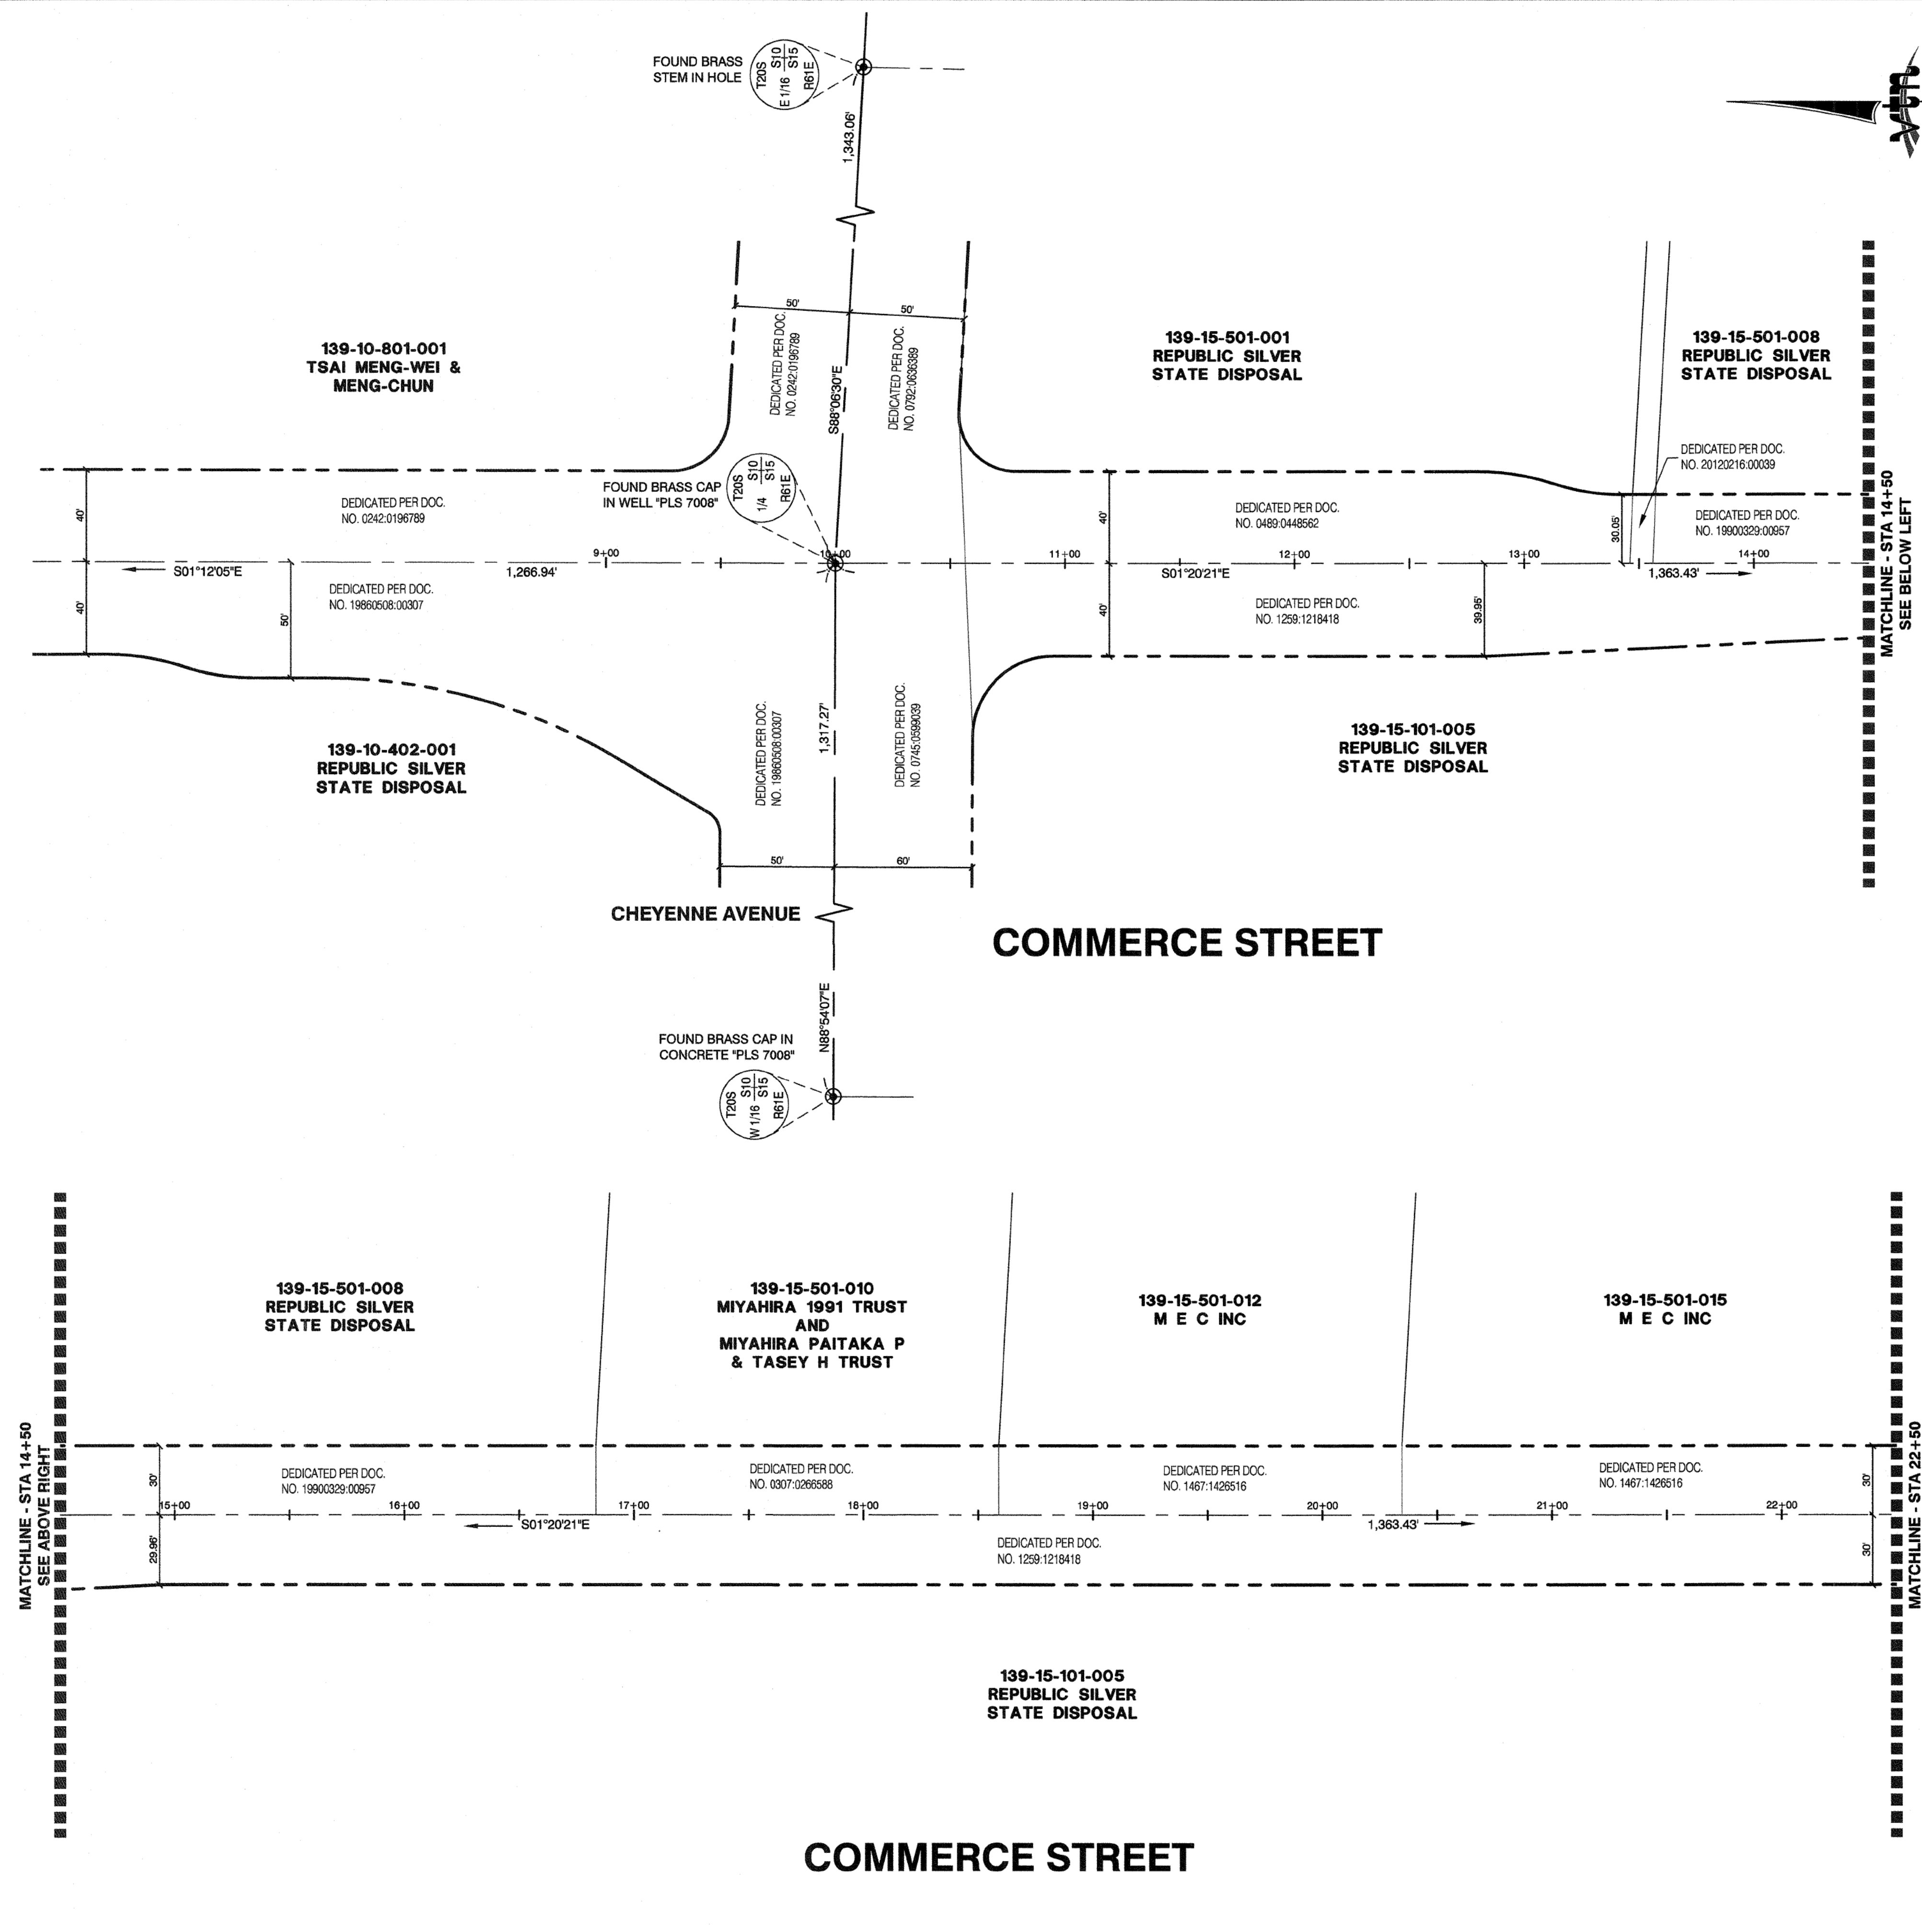 FOUND BRASS
STEM IN HOLE
T20S
E 1/16
S10
S15
R61E
1,343.06'
vtn
50'
50'
DEDICATED PER DOC.
NO. 0242:0196789
S88°06'30"E
DEDICATED PER DOC.
NO. 0792:0636389
139-10-801-001
TSAI MENG-WEI &
MENG-CHUN
139-15-501-001
REPUBLIC SILVER
STATE DISPOSAL
139-15-501-008
REPUBLIC SILVER
STATE DISPOSAL
DEDICATED PER DOC.
NO. 20120216:00039
FOUND BRASS CAP
IN WELL "PLS 7008"
T20S
1/4
S10
S15
R61E
40'
DEDICATED PER DOC.
NO. 0242:0196789
40'
DEDICATED PER DOC.
NO. 0489:0448562
30.05'
DEDICATED PER DOC.
NO. 19900329:00957
9+00
10+00
11+00
12+00
13+00
14+00
S01°12'05"E
1,266.94'
S01°20'21"E
1,363.43'
MATCHLINE - STA 14+50
SEE BELOW LEFT
40'
50'
DEDICATED PER DOC.
NO. 19860508:00307
40'
DEDICATED PER DOC.
NO. 1259:1218418
39.95'
139-10-402-001
REPUBLIC SILVER
STATE DISPOSAL
DEDICATED PER DOC.
NO. 19860508:00307
1,317.27'
DEDICATED PER DOC.
NO. 0745:0599039
139-15-101-005
REPUBLIC SILVER
STATE DISPOSAL
50'
60'
CHEYENNE AVENUE
COMMERCE STREET
N88°54'07"E
FOUND BRASS CAP IN
CONCRETE "PLS 7008"
T20S
W 1/16
S10
S15
R61E
139-15-501-008
REPUBLIC SILVER
STATE DISPOSAL
139-15-501-010
MIYAHIRA 1991 TRUST
AND
MIYAHIRA PAITAKA P
& TASEY H TRUST
139-15-501-012
M E C INC
139-15-501-015
M E C INC
MATCHLINE - STA 14+50
SEE ABOVE RIGHT
30'
DEDICATED PER DOC.
NO. 19900329:00957
DEDICATED PER DOC.
NO. 0307:0266588
DEDICATED PER DOC.
NO. 1467:1426516
DEDICATED PER DOC.
NO. 1467:1426516
30'
15+00
16+00
17+00
18+00
19+00
20+00
21+00
22+00
S01°20'21"E
1,363.43'
29.96'
DEDICATED PER DOC.
NO. 1259:1218418
30'
MATCHLINE - STA 22+50
139-15-101-005
REPUBLIC SILVER
STATE DISPOSAL
COMMERCE STREET